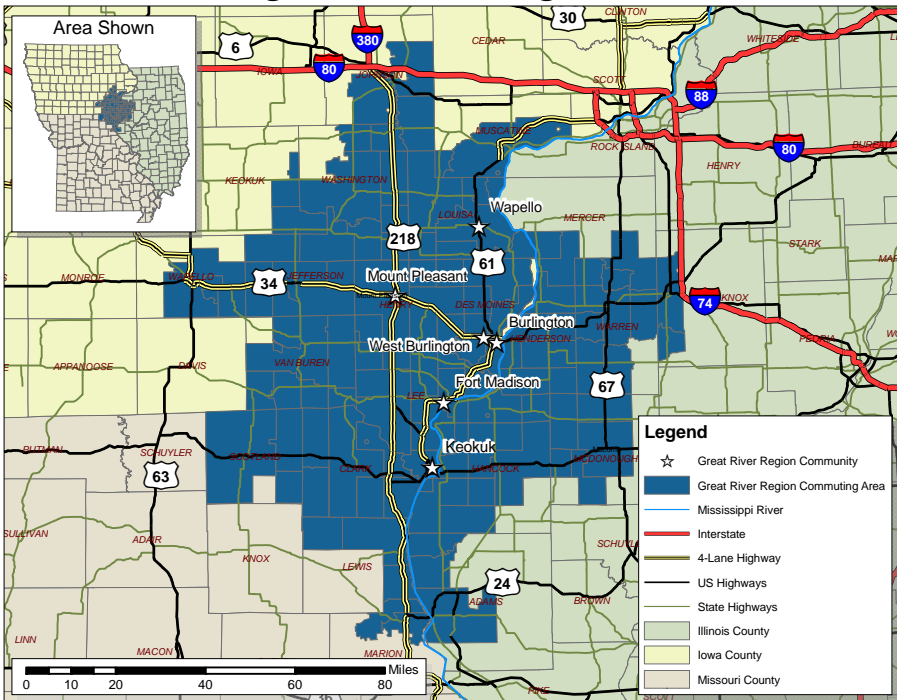 Area Shown
CLINTON
30
380
6
CEDAR
WHITESIDE
IOWA
80
JOHNSON
SCOTT
88
MUSCATINE
ROCK ISLAND
80
BUREAU
HENRY
KEOKUK
WASHINGTON
Wapello
LOUISA
MERCER
218
STARK
61
MONROE
WAPELLO
34
JEFFERSON
Mount Pleasant
HENRY
DES MOINES
74
KNOX
Burlington
WARREN
West Burlington
HENDERSON
PEORIA
APPANOOSE
DAVIS
VAN BUREN
Fort Madison
67
LEE
Keokuk
PUTMAN
SCHUYLER
SCOTLAND
CLARK
HANCOCK
MCDONOUGH
63
SULLIVAN
ADAIR
KNOX
LEWIS
24
ADAMS
BROWN
LINN
MACON
MARION
PIKE
Miles
0 10 20 40 60 80
Legend
Great River Region Community
Great River Region Commuting Area
Mississippi River
Interstate
4-Lane Highway
US Highways
State Highways
Illinois County
Iowa County
Missouri County